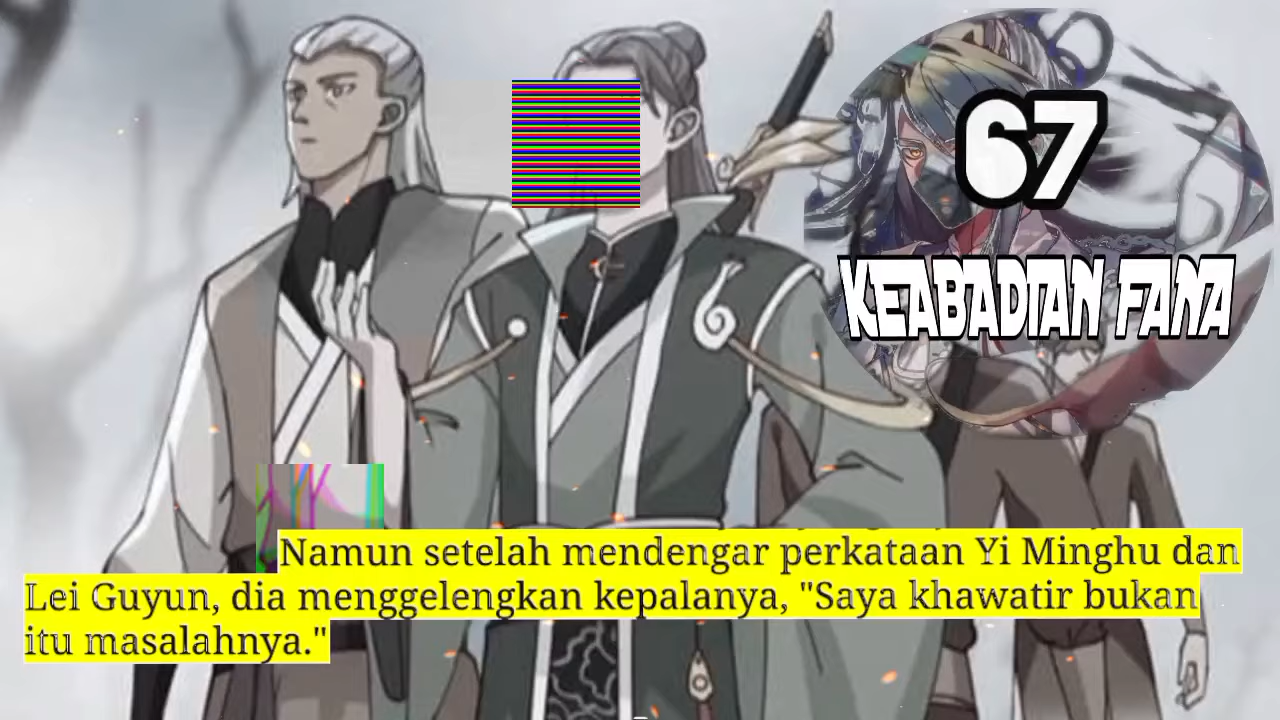 67
KEABADIAN FANA
Namun setelah mendengar perkataan Yi Minghu dan
Lei Guyun, dia menggelengkan kepalanya, "Saya khawatir bukan
itu masalahnya."